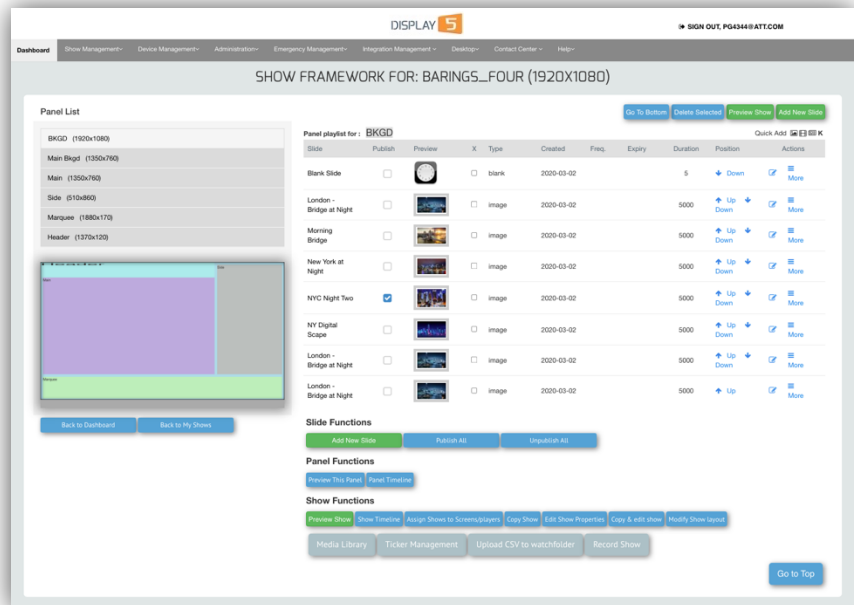 DISPLAY 5
SIGN OUT, PG4344@ATT.COM
Dashboard Show Management Device Management Administration Emergency Management Integration Management Desktop Contact Center Help
SHOW FRAMEWORK FOR: BARINGS_FOUR (1920X1080)
Panel List
BKGD (1920x1080)
Main Bkgd (1350x760)
Main (1350x760)
Side (510x860)
Marquee (1880x170)
Header (1370x120)
Side
Main
Marquee
Back to Dashboard Back to My Shows
Go To Bottom Delete Selected Preview Show Add New Slide
Panel playlist for : BKGD Quick Add K
Slide Publish Preview X Type Created Freq. Expiry Duration Position Actions
Blank Slide blank 2020-03-02 5 Down More
London - Bridge at Night image 2020-03-02 5000 Up Down More
Morning Bridge image 2020-03-02 5000 Up Down More
New York at Night image 2020-03-02 5000 Up Down More
NYC Night Two image 2020-03-02 5000 Up Down More
NY Digital Scape image 2020-03-02 5000 Up Down More
London - Bridge at Night image 2020-03-02 5000 Up Down More
London - Bridge at Night image 2020-03-02 5000 Up More
Slide Functions
Add New Slide Publish All Unpublish All
Panel Functions
Preview This Panel Panel Timeline
Show Functions
Preview Show Show Timeline Assign Shows to Screens/players Copy Show Edit Show Properties Copy & edit show Modify Show layout
Media Library Ticker Management Upload CSV to watchfolder Record Show
Go to Top